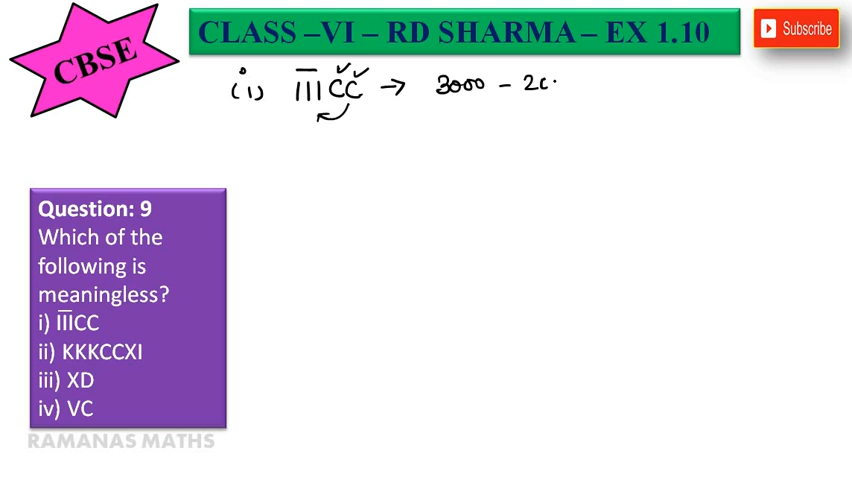 CBSE
CLASS –VI – RD SHARMA – EX 1.10
Subscribe
(i) I̅I̅I̅CC → 3000 – 20
Question: 9
Which of the
following is
meaningless?
i) I̅I̅I̅CC
ii) KKKCCXI
iii) XD
iv) VC
RAMANAS MATHS